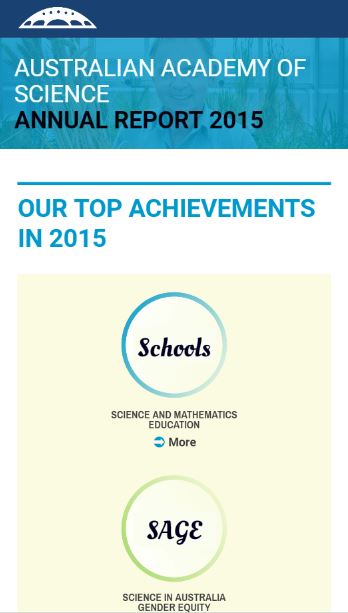 AUSTRALIAN ACADEMY OF
SCIENCE
ANNUAL REPORT 2015
OUR TOP ACHIEVEMENTS
IN 2015
Schools
SCIENCE AND MATHEMATICS
EDUCATION
More
SAGE
SCIENCE IN AUSTRALIA
GENDER EQUITY